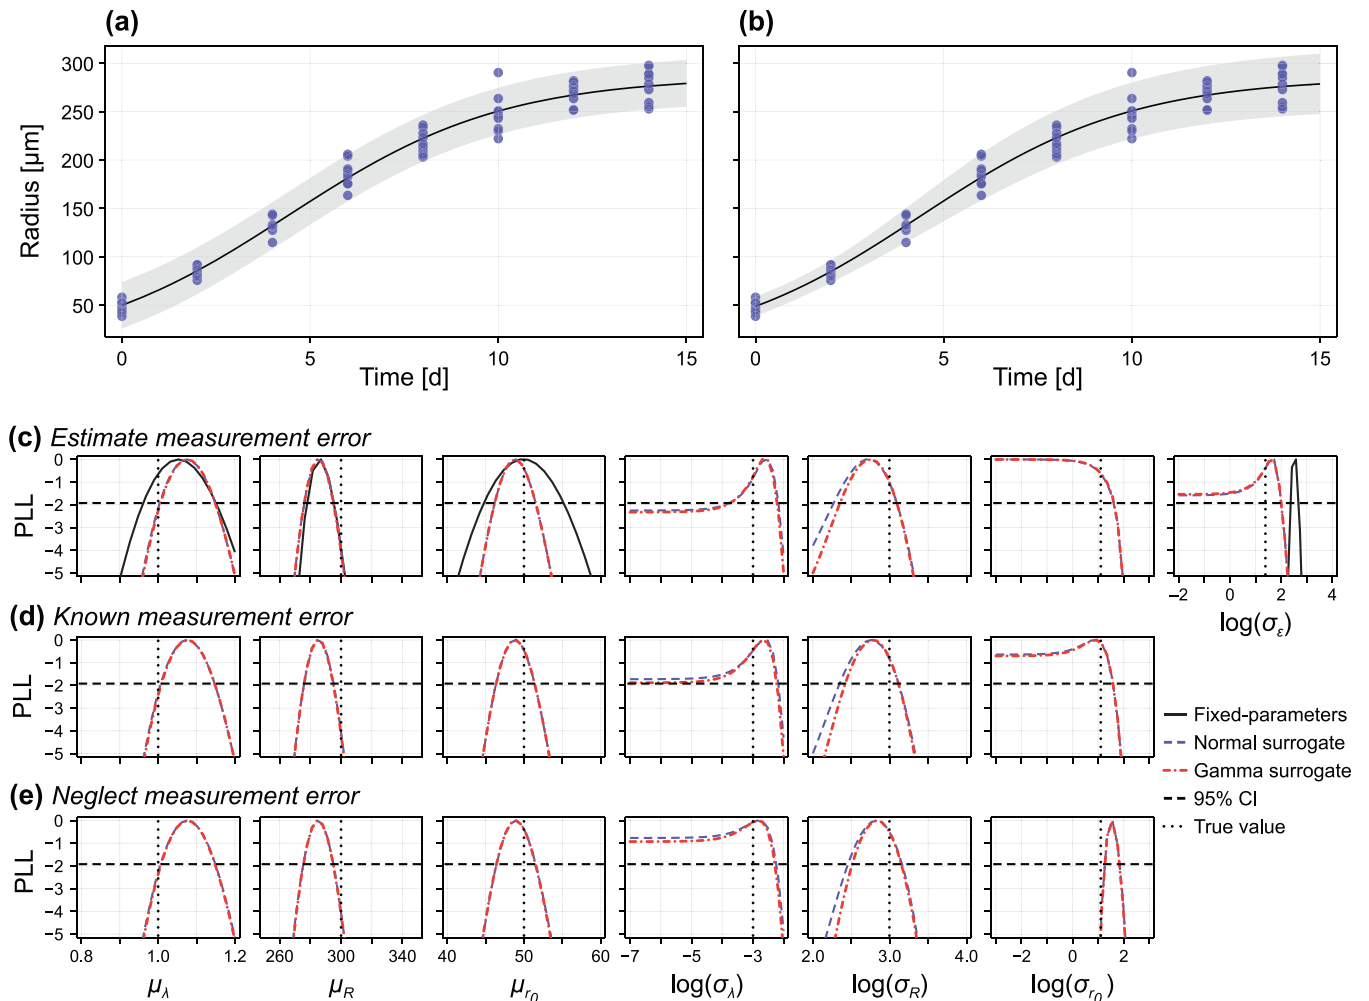 (a)
(b)
300
250
200
150
100
50
Radius [µm]
0
5
10
15
Time [d]
0
5
10
15
Time [d]
(c) Estimate measurement error
0
−1
−2
−3
−4
−5
PLL
−2
0
2
4
log(σε)
(d) Known measurement error
0
−1
−2
−3
−4
−5
PLL
Fixed-parameters
Normal surrogate
Gamma surrogate
95% CI
True value
(e) Neglect measurement error
0
−1
−2
−3
−4
−5
PLL
0.8
1.0
1.2
μλ
260
300
340
μR
40
50
60
μr0
−7
−5
−3
log(σλ)
2.0
3.0
4.0
log(σR)
−2
0
2
log(σr0)